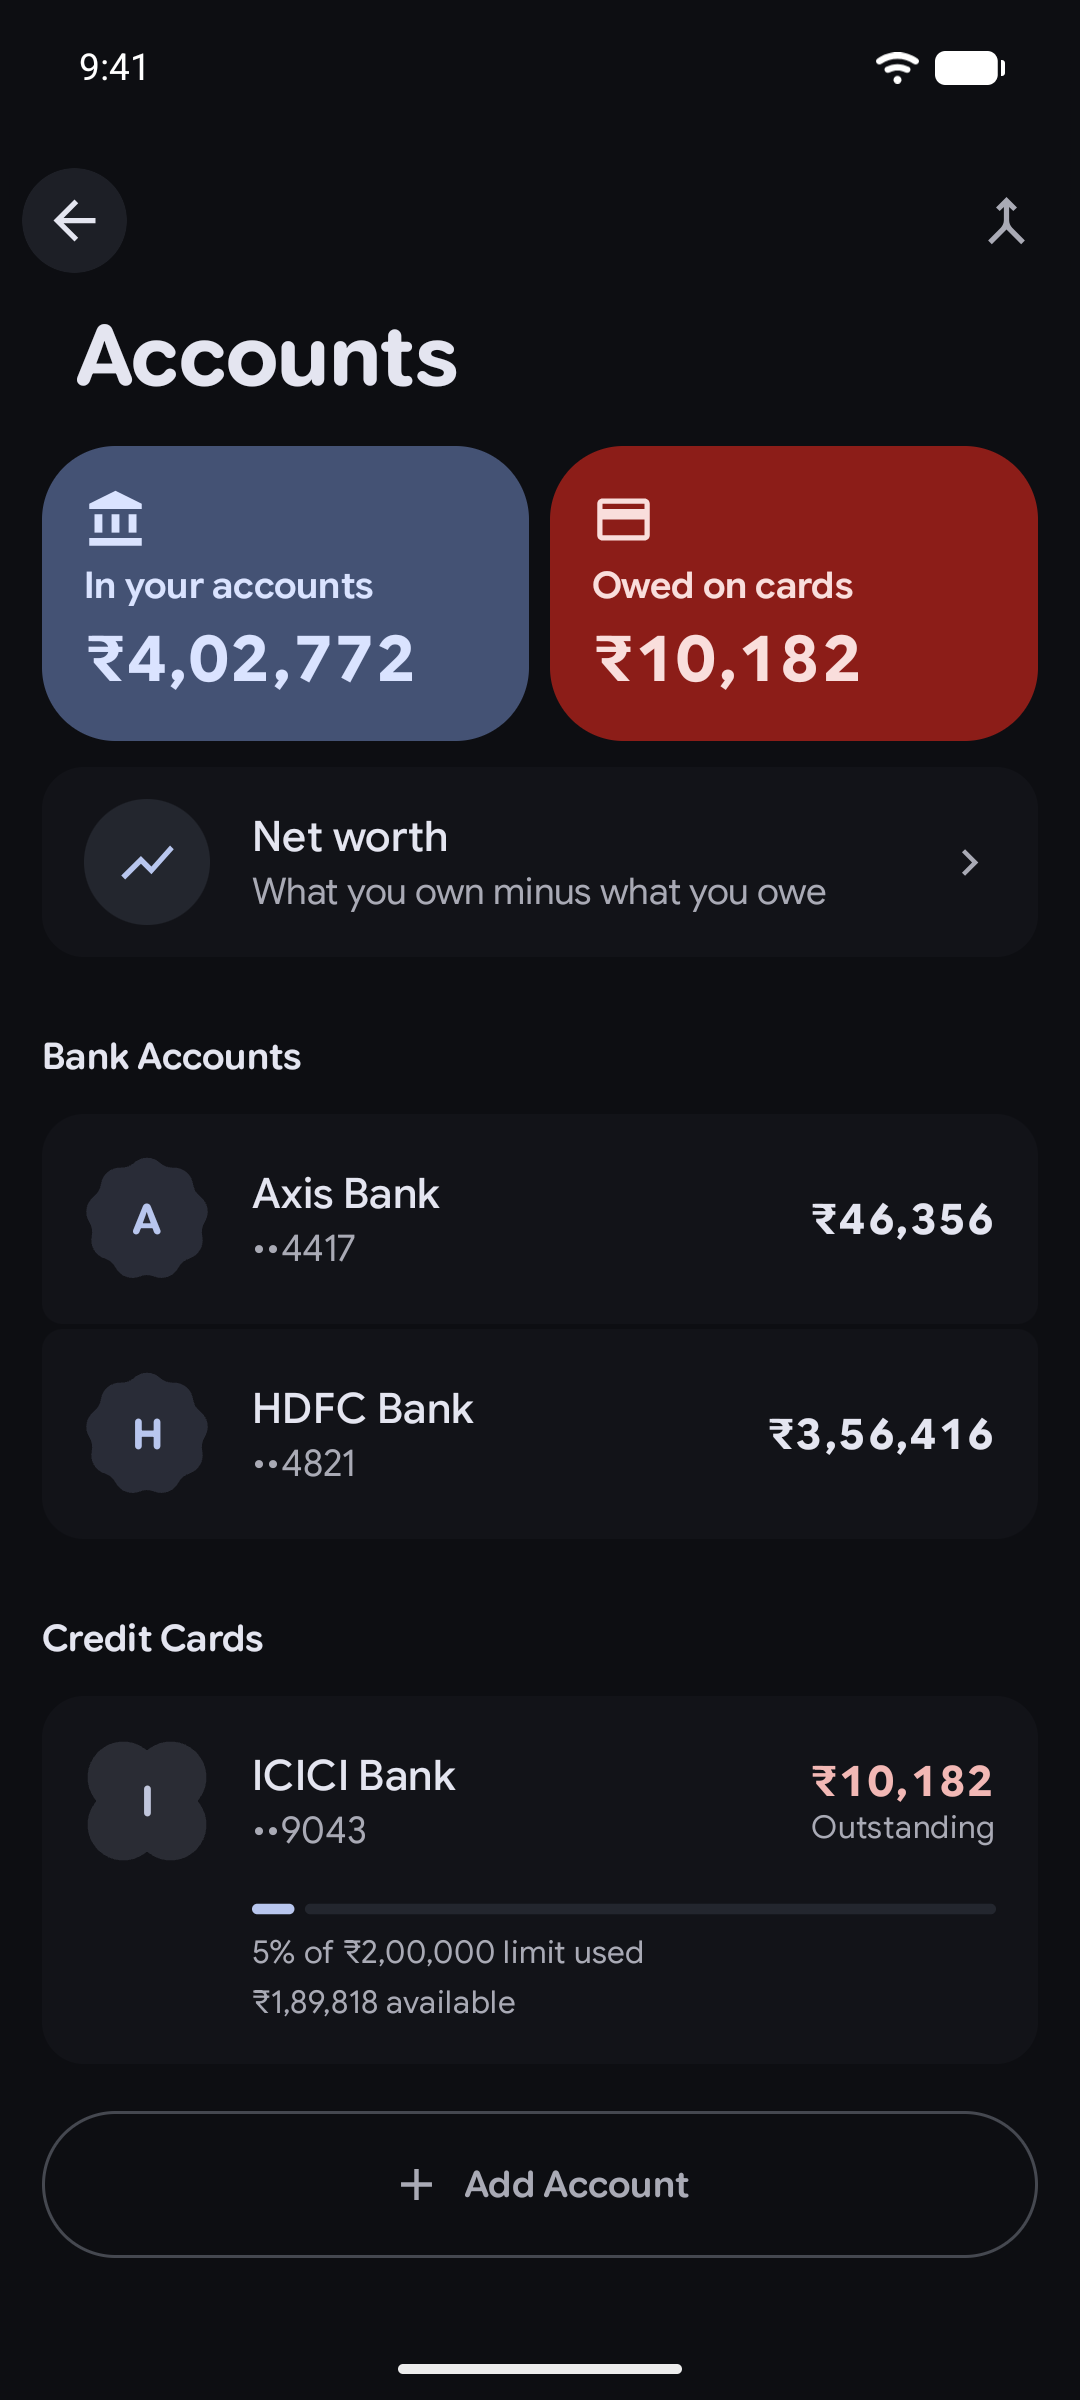 9:41
Accounts
In your accounts
₹4,02,772
Owed on cards
₹10,182
Net worth
What you own minus what you owe
Bank Accounts
A
Axis Bank
••4417
₹46,356
H
HDFC Bank
••4821
₹3,56,416
Credit Cards
I
ICICI Bank
••9043
₹10,182
Outstanding
5% of ₹2,00,000 limit used
₹1,89,818 available
+ Add Account